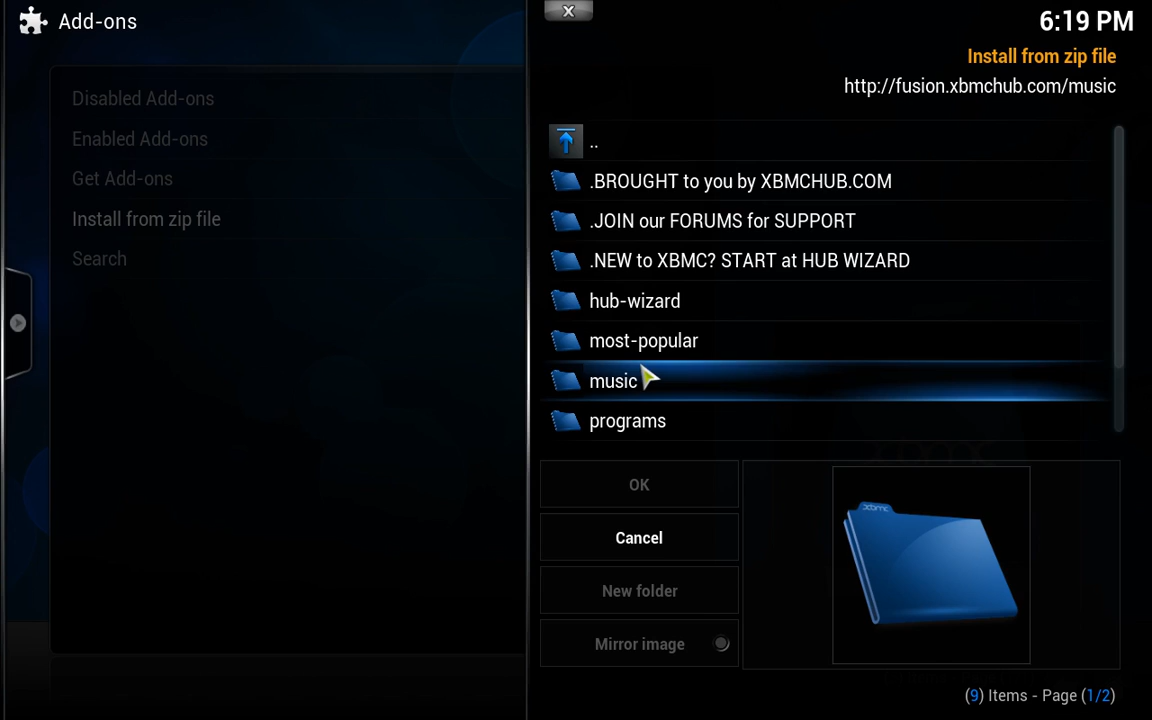 Add-ons
Disabled Add-ons
Enabled Add-ons
Get Add-ons
Install from zip file
Search
X
6:19 PM
Install from zip file
http://fusion.xbmchub.com/music
..
.BROUGHT to you by XBMCHUB.COM
.JOIN our FORUMS for SUPPORT
.NEW to XBMC? START at HUB WIZARD
hub-wizard
most-popular
music
programs
OK
Cancel
New folder
Mirror image
xbmc
(9) Items - Page (1/2)